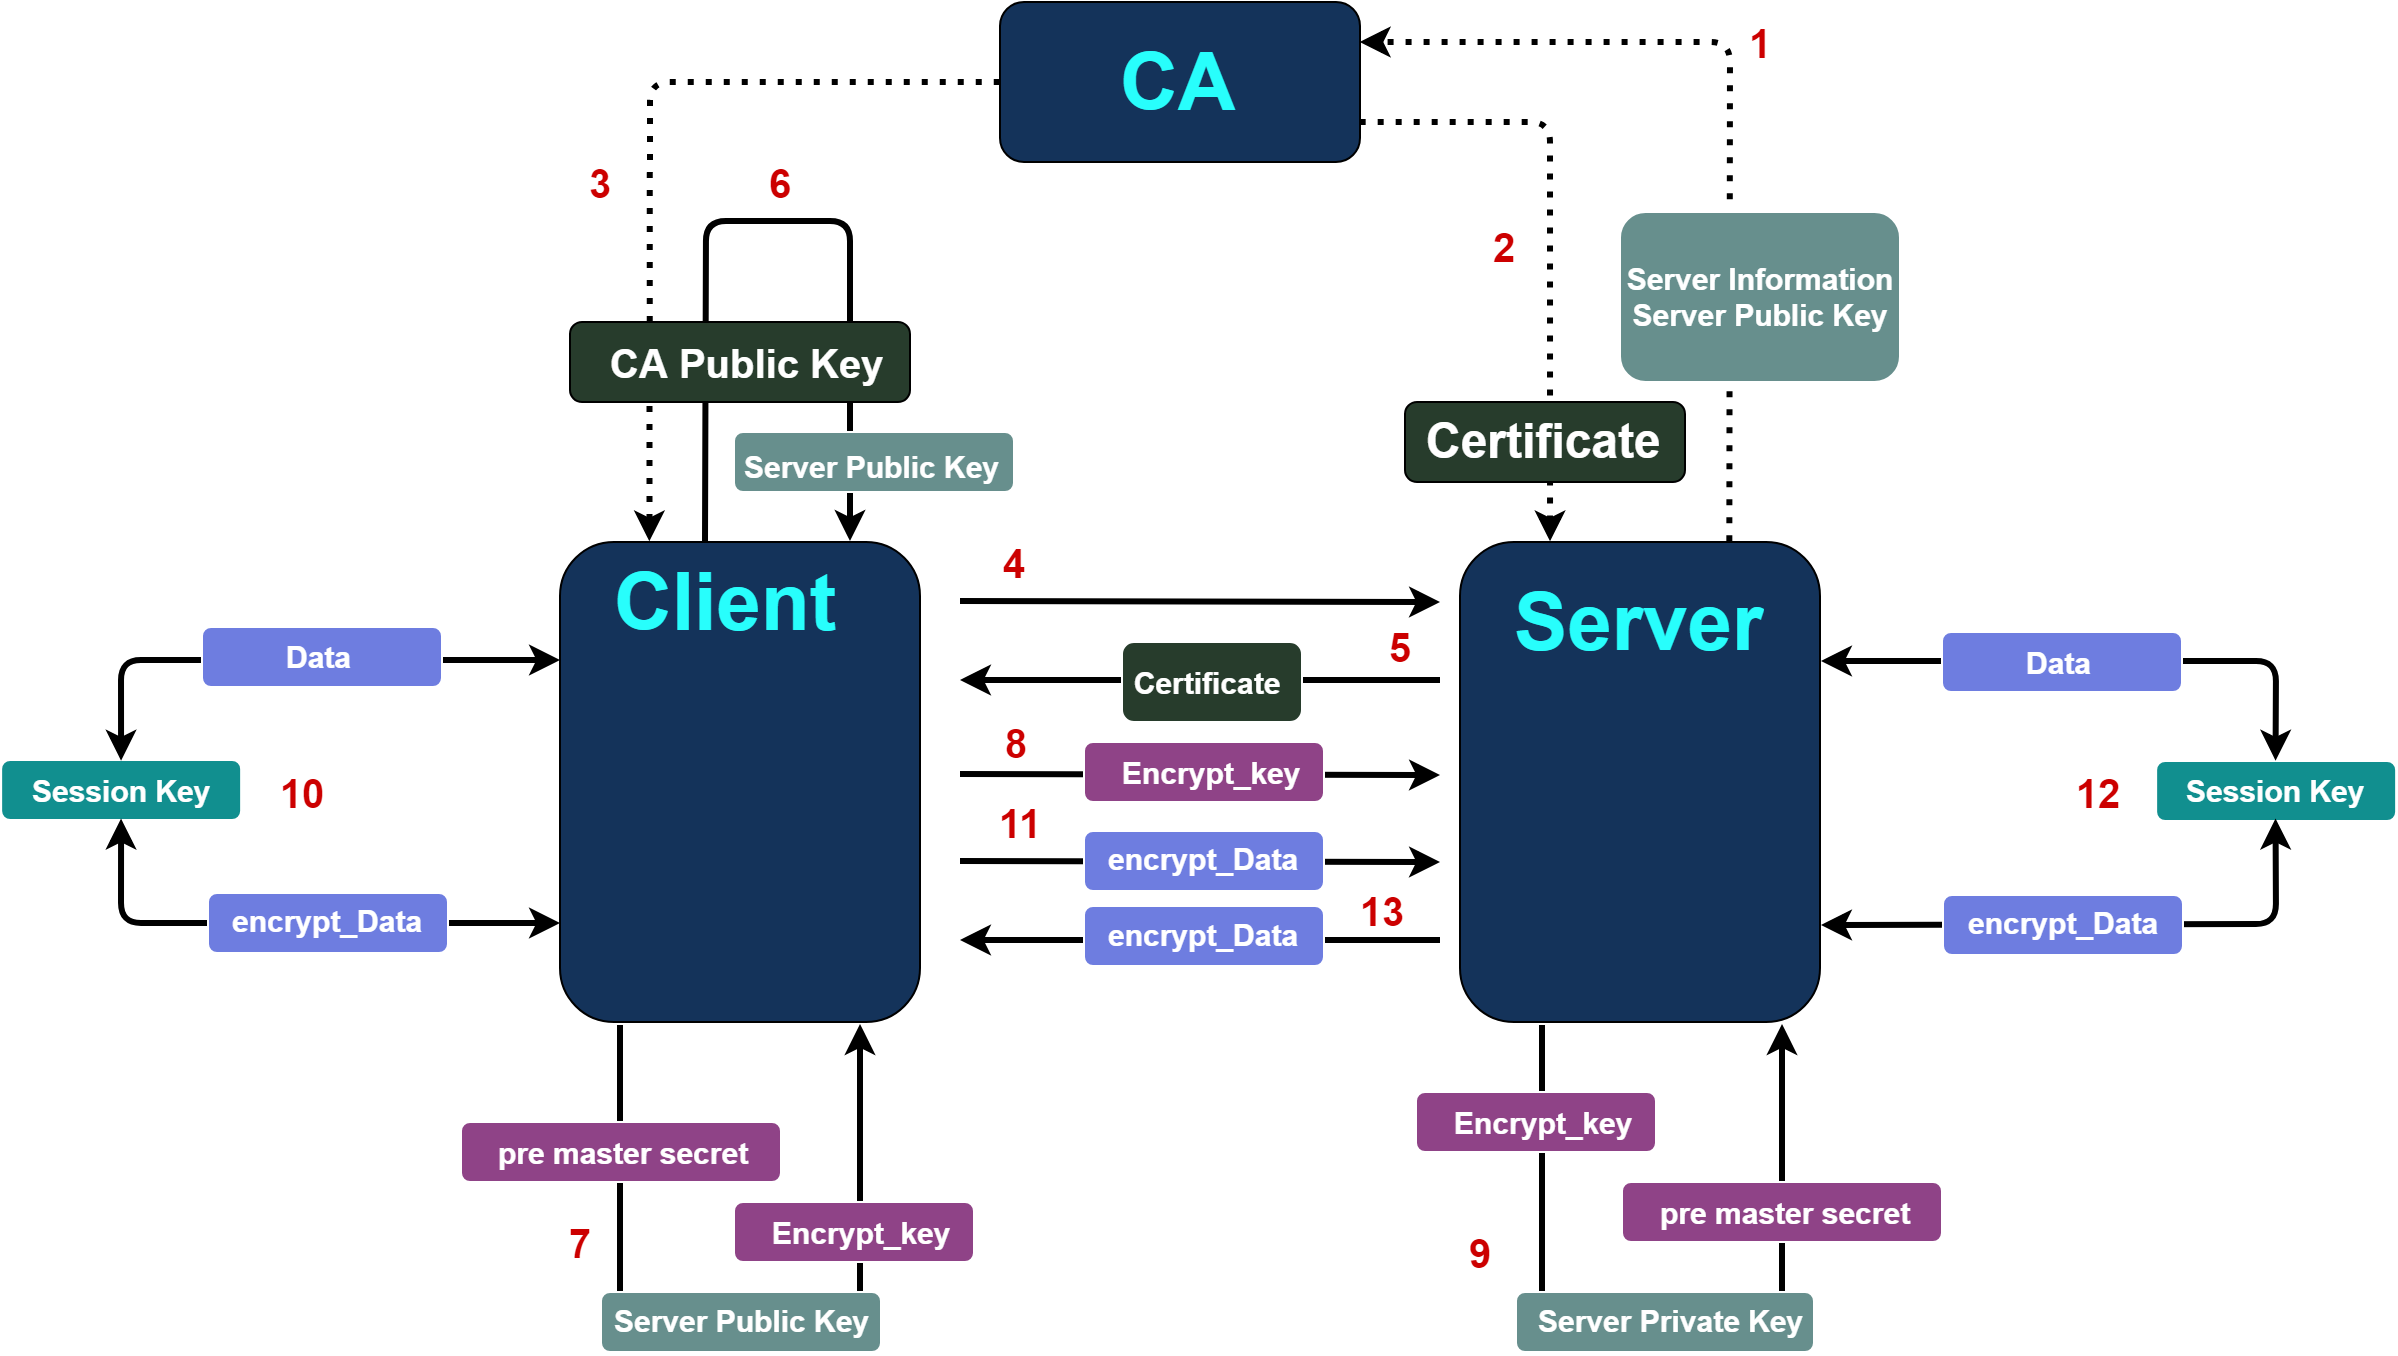 CA
1
3
6
2
Server Information
Server Public Key
CA Public Key
Certificate
Server Public Key
4
Client
Server
5
Data
Certificate
Data
8
Encrypt_key
Session Key
10
11
12
Session Key
encrypt_Data
13
encrypt_Data
encrypt_Data
encrypt_Data
Encrypt_key
pre master secret
pre master secret
7
Encrypt_key
9
Server Public Key
Server Private Key